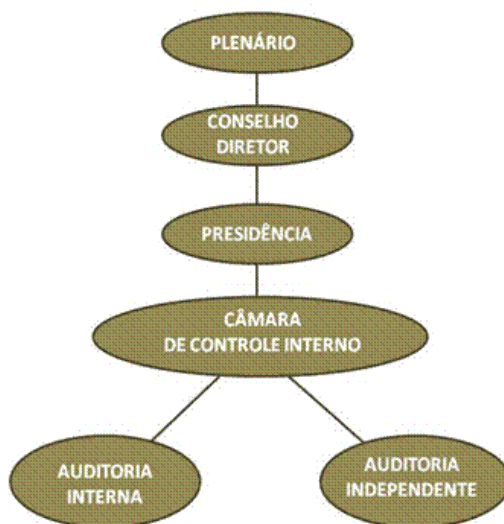 PLENÁRIO
CONSELHO
DIRETOR
PRESIDÊNCIA
CÂMARA
DE CONTROLE INTERNO
AUDITORIA
INTERNA
AUDITORIA
INDEPENDENTE